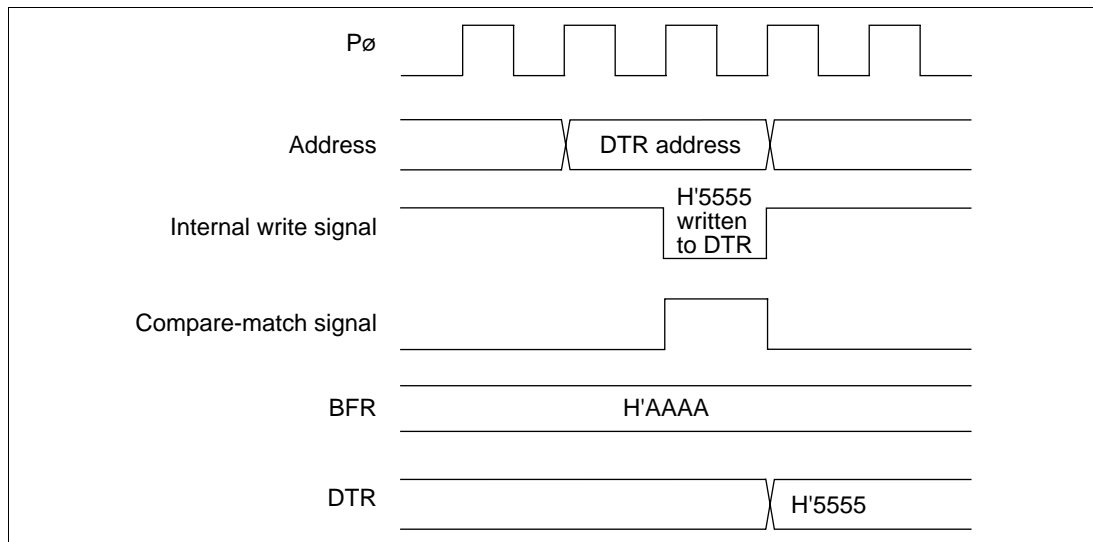 Pø
Address
DTR address
Internal write signal
H'5555
written
to DTR
Compare-match signal
BFR
H'AAAA
DTR
H'5555